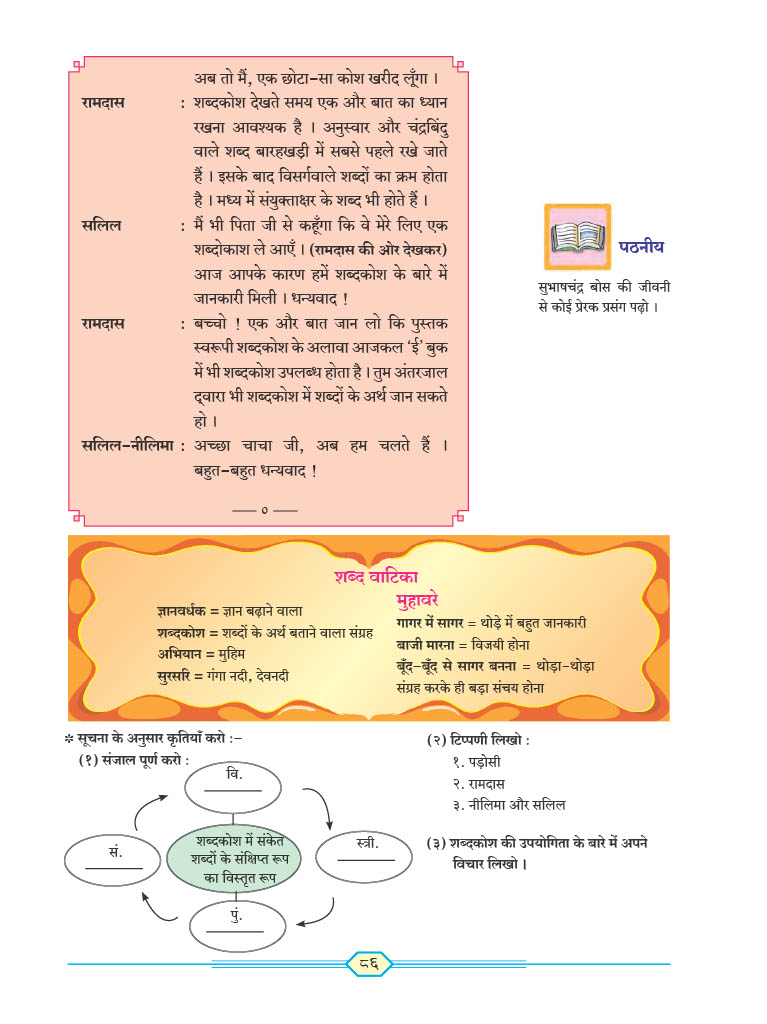 अब तो मैं, एक छोटा-सा कोश खरीद लूँगा ।
रामदास : शब्दकोश देखते समय एक और बात का ध्यान
रखना आवश्यक है । अनुस्वार और चंद्रबिंदु
वाले शब्द बारहखड़ी में सबसे पहले रखे जाते
हैं । इसके बाद विसर्गवाले शब्दों का क्रम होता
है । मध्य में संयुक्ताक्षर के शब्द भी होते हैं ।
सलिल : मैं भी पिता जी से कहूँगा कि वे मेरे लिए एक
शब्दोकाश ले आएँ । (रामदास की ओर देखकर)
आज आपके कारण हमें शब्दकोश के बारे में
जानकारी मिली । धन्यवाद !
रामदास : बच्चो ! एक और बात जान लो कि पुस्तक
स्वरूपी शब्दकोश के अलावा आजकल ‘ई’ बुक
में भी शब्दकोश उपलब्ध होता है । तुम अंतरजाल
द्‌वारा भी शब्दकोश में शब्दों के अर्थ जान सकते
हो ।
सलिल-नीलिमा : अच्छा चाचा जी, अब हम चलते हैं ।
बहुत-बहुत धन्यवाद !
—— ० ——
पठनीय
सुभाषचंद्र बोस की जीवनी
से कोई प्रेरक प्रसंग पढ़ो ।
शब्द वाटिका
ज्ञानवर्धक = ज्ञान बढ़ाने वाला
शब्दकोश = शब्दों के अर्थ बताने वाला संग्रह
अभियान = मुहिम
सुरसरि = गंगा नदी, देवनदी
मुहावरे
गागर में सागर = थोड़े में बहुत जानकारी
बाजी मारना = विजयी होना
बूँद-बूँद से सागर बनना = थोड़ा-थोड़ा
संग्रह करके ही बड़ा संचय होना
* सूचना के अनुसार कृतियाँ करो :-
(१) संजाल पूर्ण करो :
वि.
सं.
शब्दकोश में संकेत
शब्दों के संक्षिप्त रूप
का विस्तृत रूप
स्त्री.
पुं.
(२) टिप्पणी लिखो :
१. पड़ोसी
२. रामदास
३. नीलिमा और सलिल
(३) शब्दकोश की उपयोगिता के बारे में अपने
विचार लिखो ।
८६